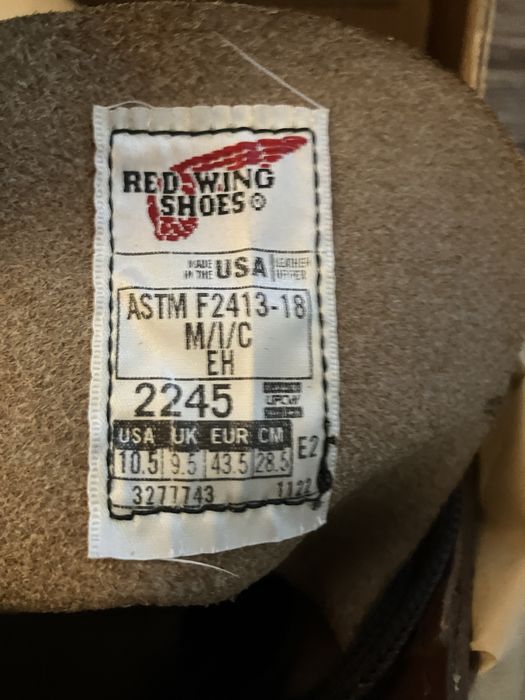 RED WING
SHOES®
MADE IN THE USA LEATHER UPPER
ASTM F2413-18
M/I/C
EH
2245
USA UK EUR CM
10.5 9.5 43.5 28.5 E2
3277743 1122